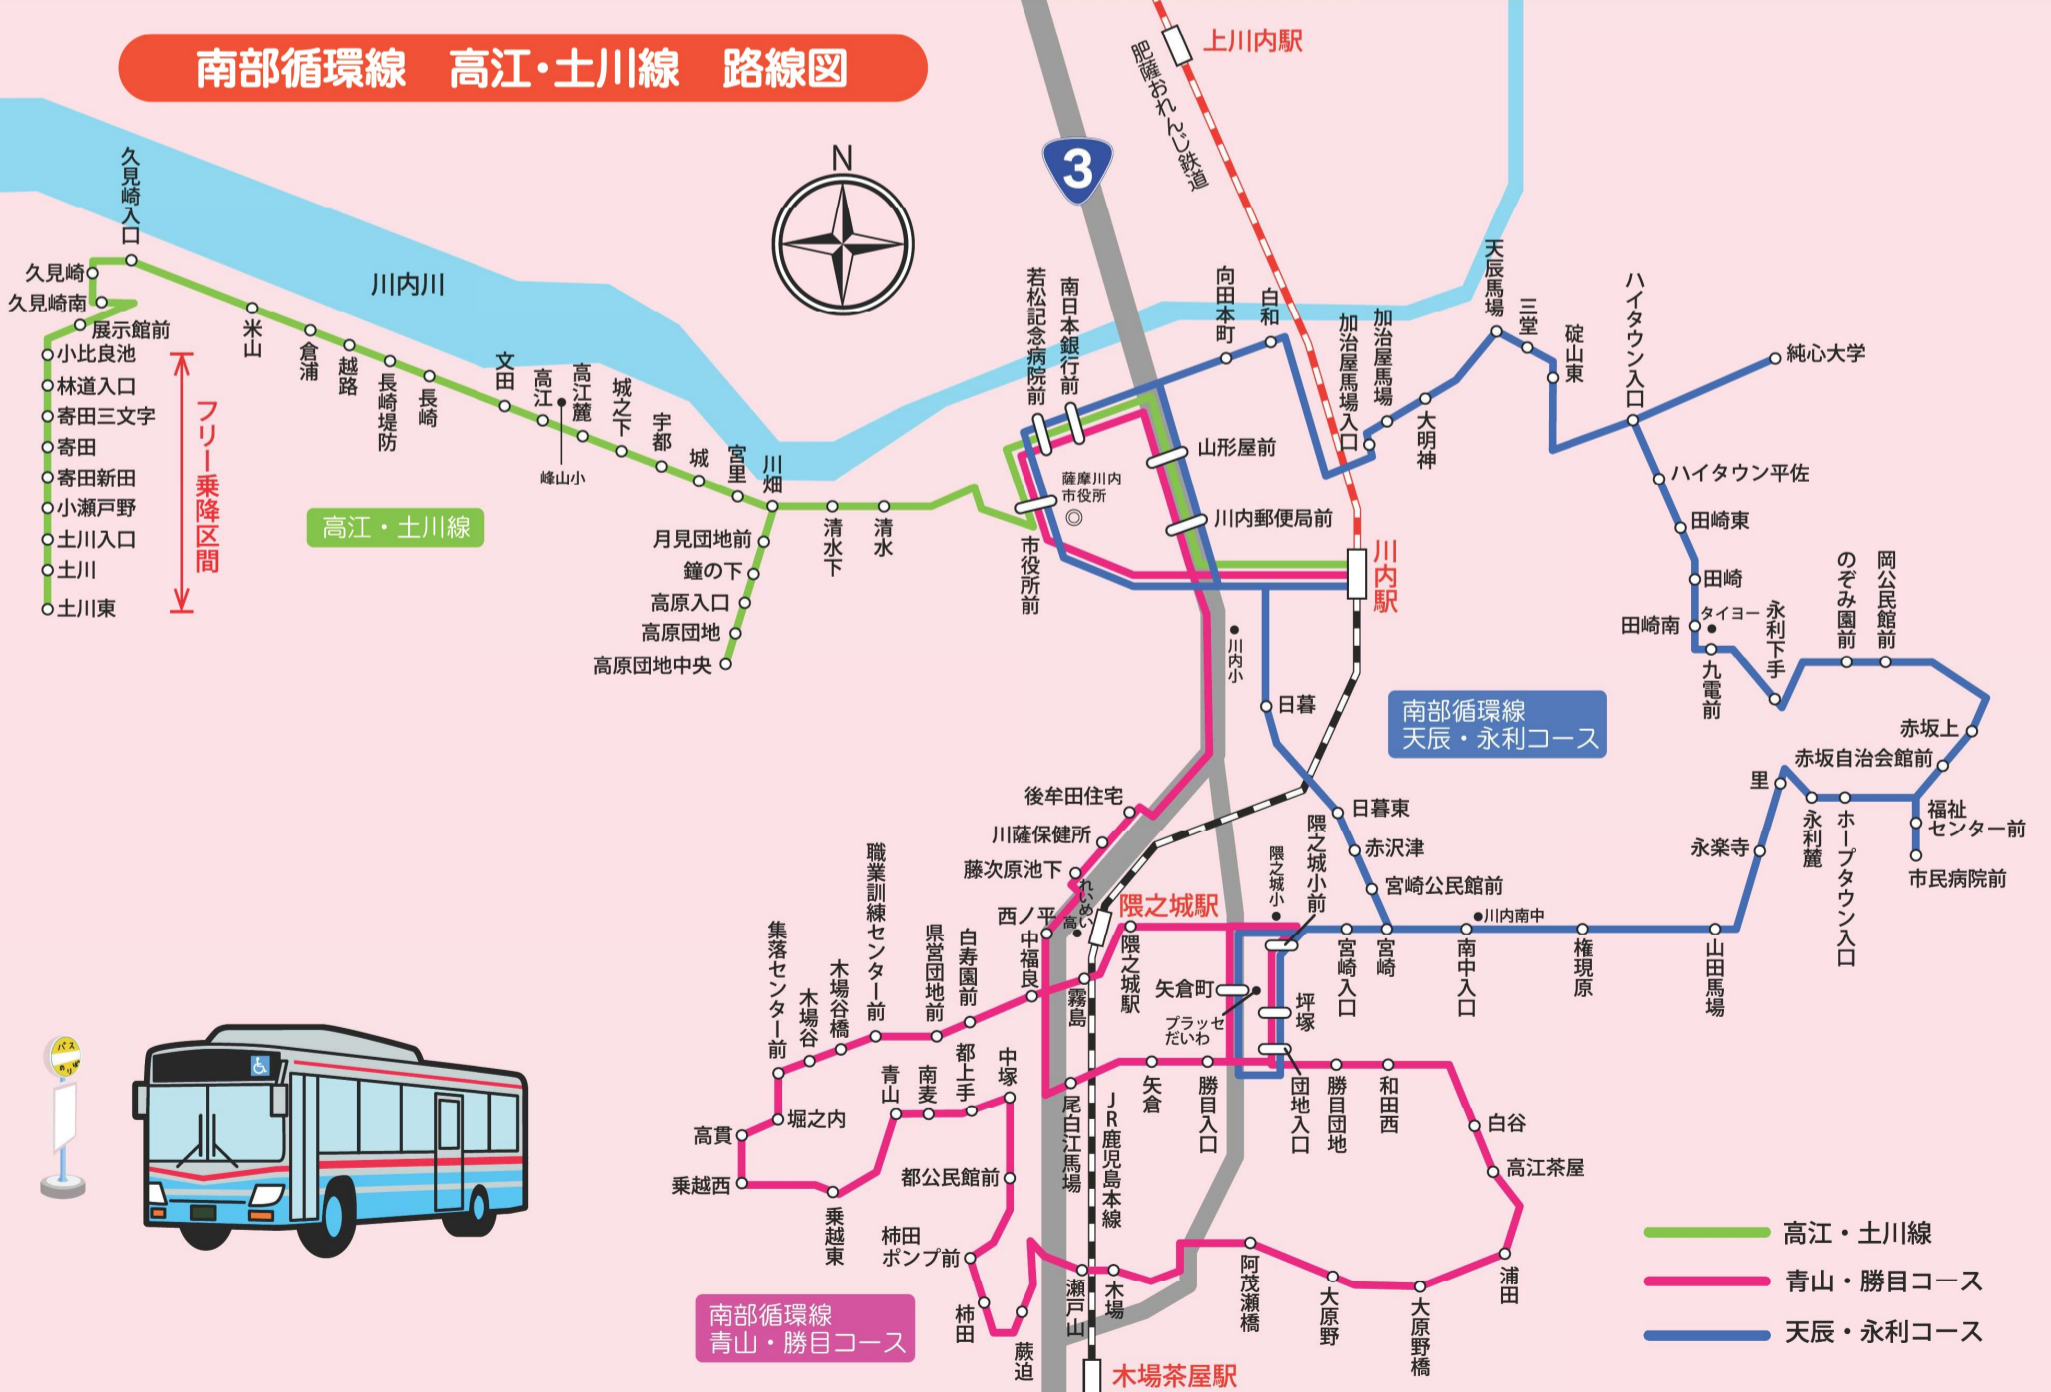 南部循環線　高江・土川線　路線図
上川内駅
肥薩おれんじ鉄道
3
N
川内川
久見崎入口
久見崎
久見崎南
展示館前
小比良池
林道入口
寄田三文字
寄田
寄田新田
小瀬戸野
土川入口
土川
土川東
フリー乗降区間
米山
倉浦
越路
長崎堤防
長崎
文田
高江
峰山小
高江麓
城之下
宇都
城
宮里
川畑
高江・土川線
月見団地前
鐘の下
高原入口
高原団地
高原団地中央
清水下
清水
市役所前
薩摩川内
市役所
若松記念病院前
南日本銀行前
山形屋前
川内郵便局前
川内駅
川内小
向田本町
白和
加治屋馬場入口
加治屋馬場
大明神
天辰馬場
三堂
碇山東
ハイタウン入口
純心大学
ハイタウン平佐
田崎東
田崎
田崎南
タイヨー
九電前
永利下手
のぞみ園前
岡公民館前
赤坂上
赤坂自治会館前
福祉
センター前
市民病院前
ホープタウン入口
永利麓
里
永楽寺
山田馬場
権現原
川内南中
南中入口
宮崎
宮崎入口
宮崎公民館前
赤沢津
日暮東
日暮
南部循環線
天辰・永利コース
隈之城小前
隈之城小
後牟田住宅
川薩保健所
藤次原池下
西ノ平
れいめい高
隈之城駅
隈之城駅
霧島
中福良
白寿園前
県営団地前
職業訓練センター前
木場谷橋
木場谷
集落センター前
堀之内
高貫
乗越西
乗越東
青山
南麦
都上手
中塚
都公民館前
柿田
ポンプ前
柿田
蕨迫
瀬戸山
木場
木場茶屋駅
JR鹿児島本線
尾白江馬場
矢倉
勝目入口
矢倉町
プラッセ
だいわ
坪塚
団地入口
勝目団地
和田西
白谷
高江茶屋
浦田
大原野橋
大原野
阿茂瀬橋
南部循環線
青山・勝目コース
バス
のりば
高江・土川線
青山・勝目コース
天辰・永利コース